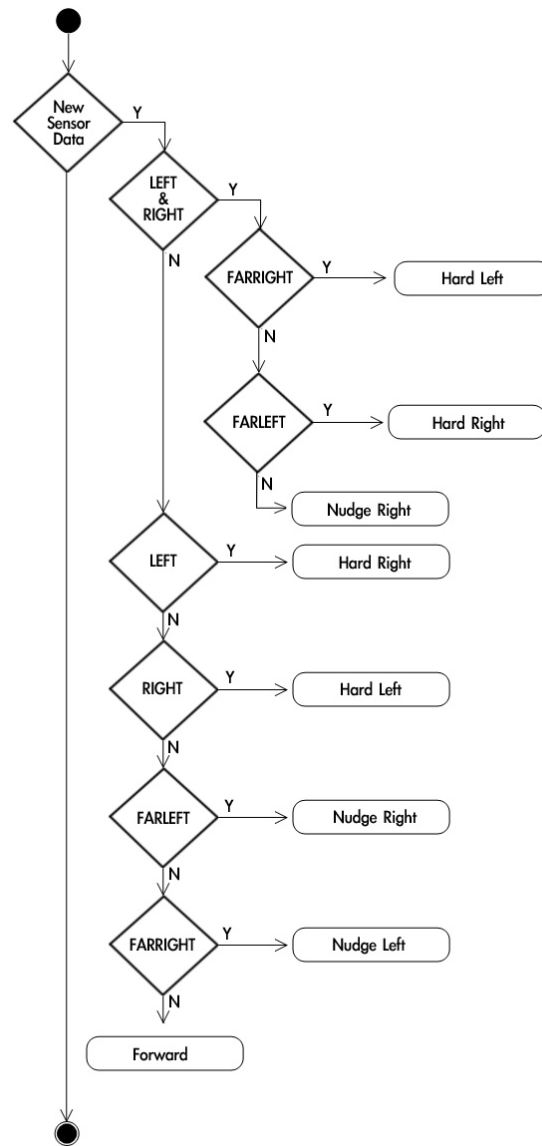 New
Sensor
Data
Y
LEFT
&
RIGHT
Y
N
FARRIGHT
Y
Hard Left
N
FARLEFT
Y
Hard Right
N
Nudge Right
LEFT
Y
Hard Right
N
RIGHT
Y
Hard Left
N
FARLEFT
Y
Nudge Right
N
FARRIGHT
Y
Nudge Left
N
Forward